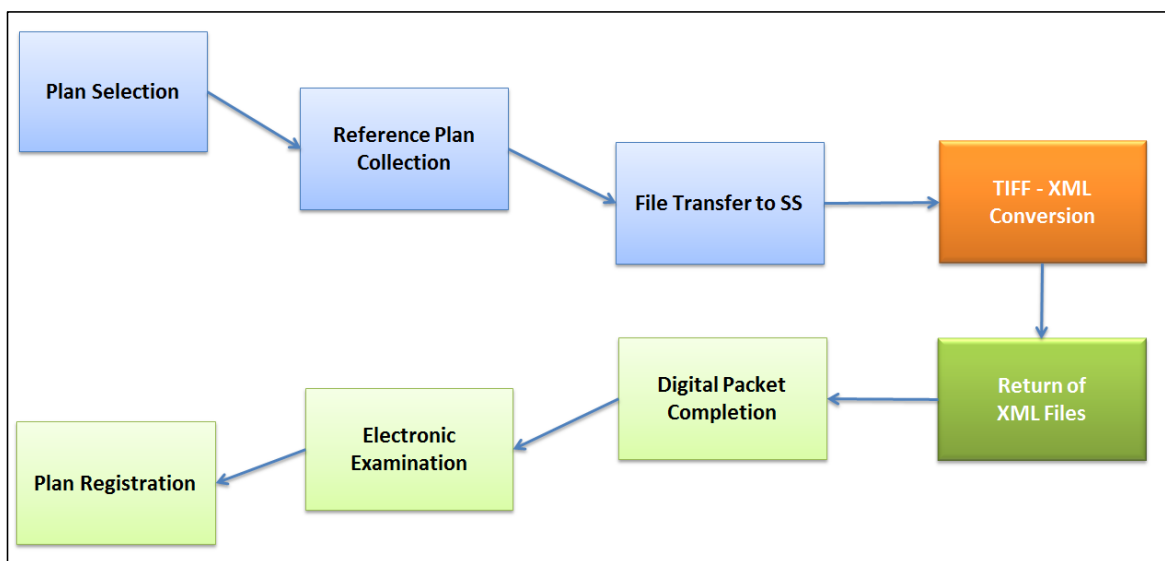 Plan Selection
Reference Plan
Collection
File Transfer to SS
TIFF - XML
Conversion
Return of
XML Files
Digital Packet
Completion
Electronic
Examination
Plan Registration